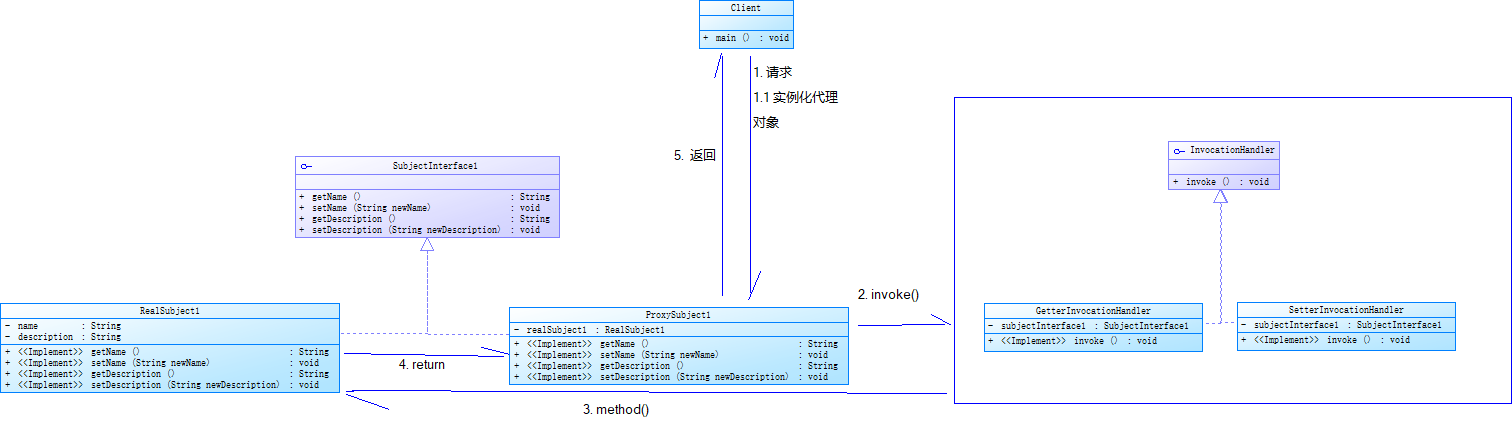 Client
+ main () : void
1. 请求
1.1 实例化代理
对象
5. 返回
SubjectInterface1
+ getName () : String
+ setName (String newName) : void
+ getDescription () : String
+ setDescription (String newDescription) : void
InvocationHandler
+ invoke () : void
RealSubject1
- name : String
- description : String
+ <<Implement>> getName () : String
+ <<Implement>> setName (String newName) : void
+ <<Implement>> getDescription () : String
+ <<Implement>> setDescription (String newDescription) : void
ProxySubject1
- realSubject1 : RealSubject1
+ <<Implement>> getName () : String
+ <<Implement>> setName (String newName) : void
+ <<Implement>> getDescription () : String
+ <<Implement>> setDescription (String newDescription) : void
2. invoke()
GetterInvocationHandler
- subjectInterface1 : SubjectInterface1
+ <<Implement>> invoke () : void
SetterInvocationHandler
- subjectInterface1 : SubjectInterface1
+ <<Implement>> invoke () : void
4. return
3. method()